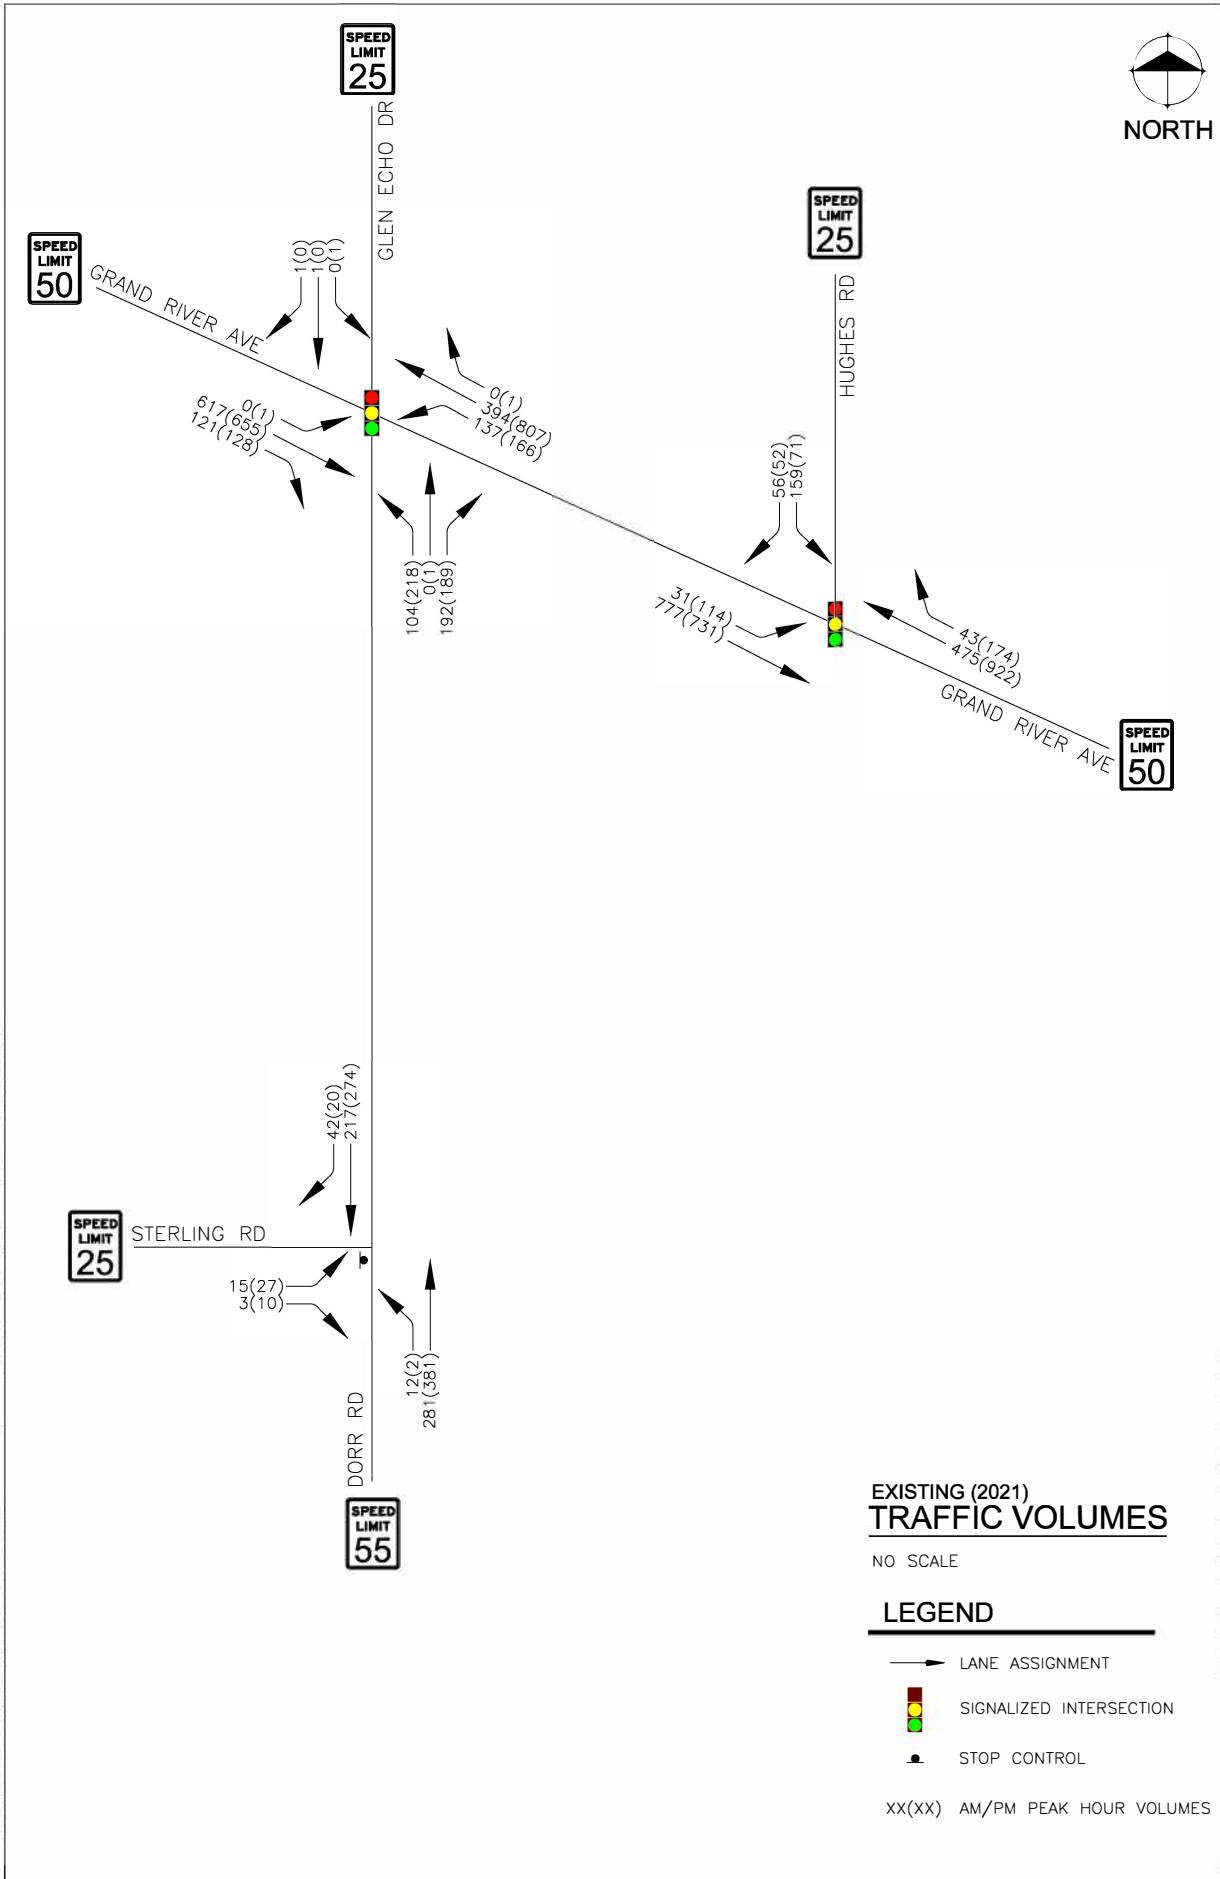 SPEED
LIMIT
25
NORTH
GLEN ECHO DR
SPEED
LIMIT
25
SPEED
LIMIT
50
GRAND RIVER AVE
1(0)
1(0)
0(1)
HUGHES RD
0(1)
617(655)
121(128)
0(1)
394(807)
137(166)
56(52)
159(71)
104(218)
0(1)
192(189)
31(114)
777(731)
43(174)
475(922)
GRAND RIVER AVE
SPEED
LIMIT
50
42(20)
217(274)
SPEED
LIMIT
25
STERLING RD
15(27)
3(10)
12(2)
281(381)
DORR RD
SPEED
LIMIT
55
EXISTING (2021)
TRAFFIC VOLUMES
NO SCALE
LEGEND
LANE ASSIGNMENT
SIGNALIZED INTERSECTION
STOP CONTROL
XX(XX) AM/PM PEAK HOUR VOLUMES